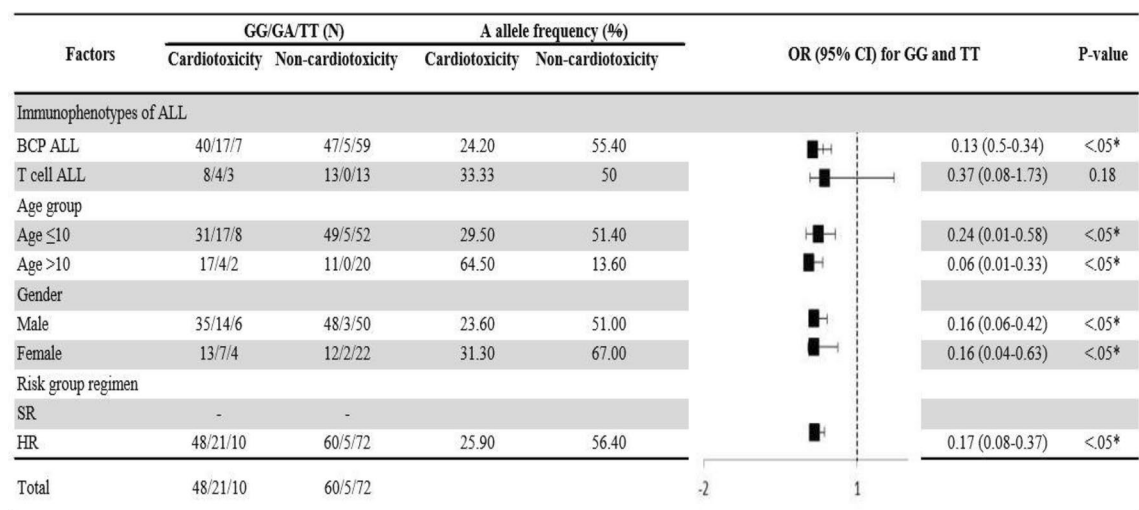 Factors GG/GA/TT (N) A allele frequency (%) OR (95% CI) for GG and TT P-value
Cardiotoxicity Non-cardiotoxicity Cardiotoxicity Non-cardiotoxicity
Immunophenotypes of ALL
BCP ALL 40/17/7 47/5/59 24.20 55.40 0.13 (0.5-0.34) <.05*
T cell ALL 8/4/3 13/0/13 33.33 50 0.37 (0.08-1.73) 0.18
Age group
Age ≤10 31/17/8 49/5/52 29.50 51.40 0.24 (0.01-0.58) <.05*
Age >10 17/4/2 11/0/20 64.50 13.60 0.06 (0.01-0.33) <.05*
Gender
Male 35/14/6 48/3/50 23.60 51.00 0.16 (0.06-0.42) <.05*
Female 13/7/4 12/2/22 31.30 67.00 0.16 (0.04-0.63) <.05*
Risk group regimen
SR - -
HR 48/21/10 60/5/72 25.90 56.40 0.17 (0.08-0.37) <.05*
Total 48/21/10 60/5/72 -2 1